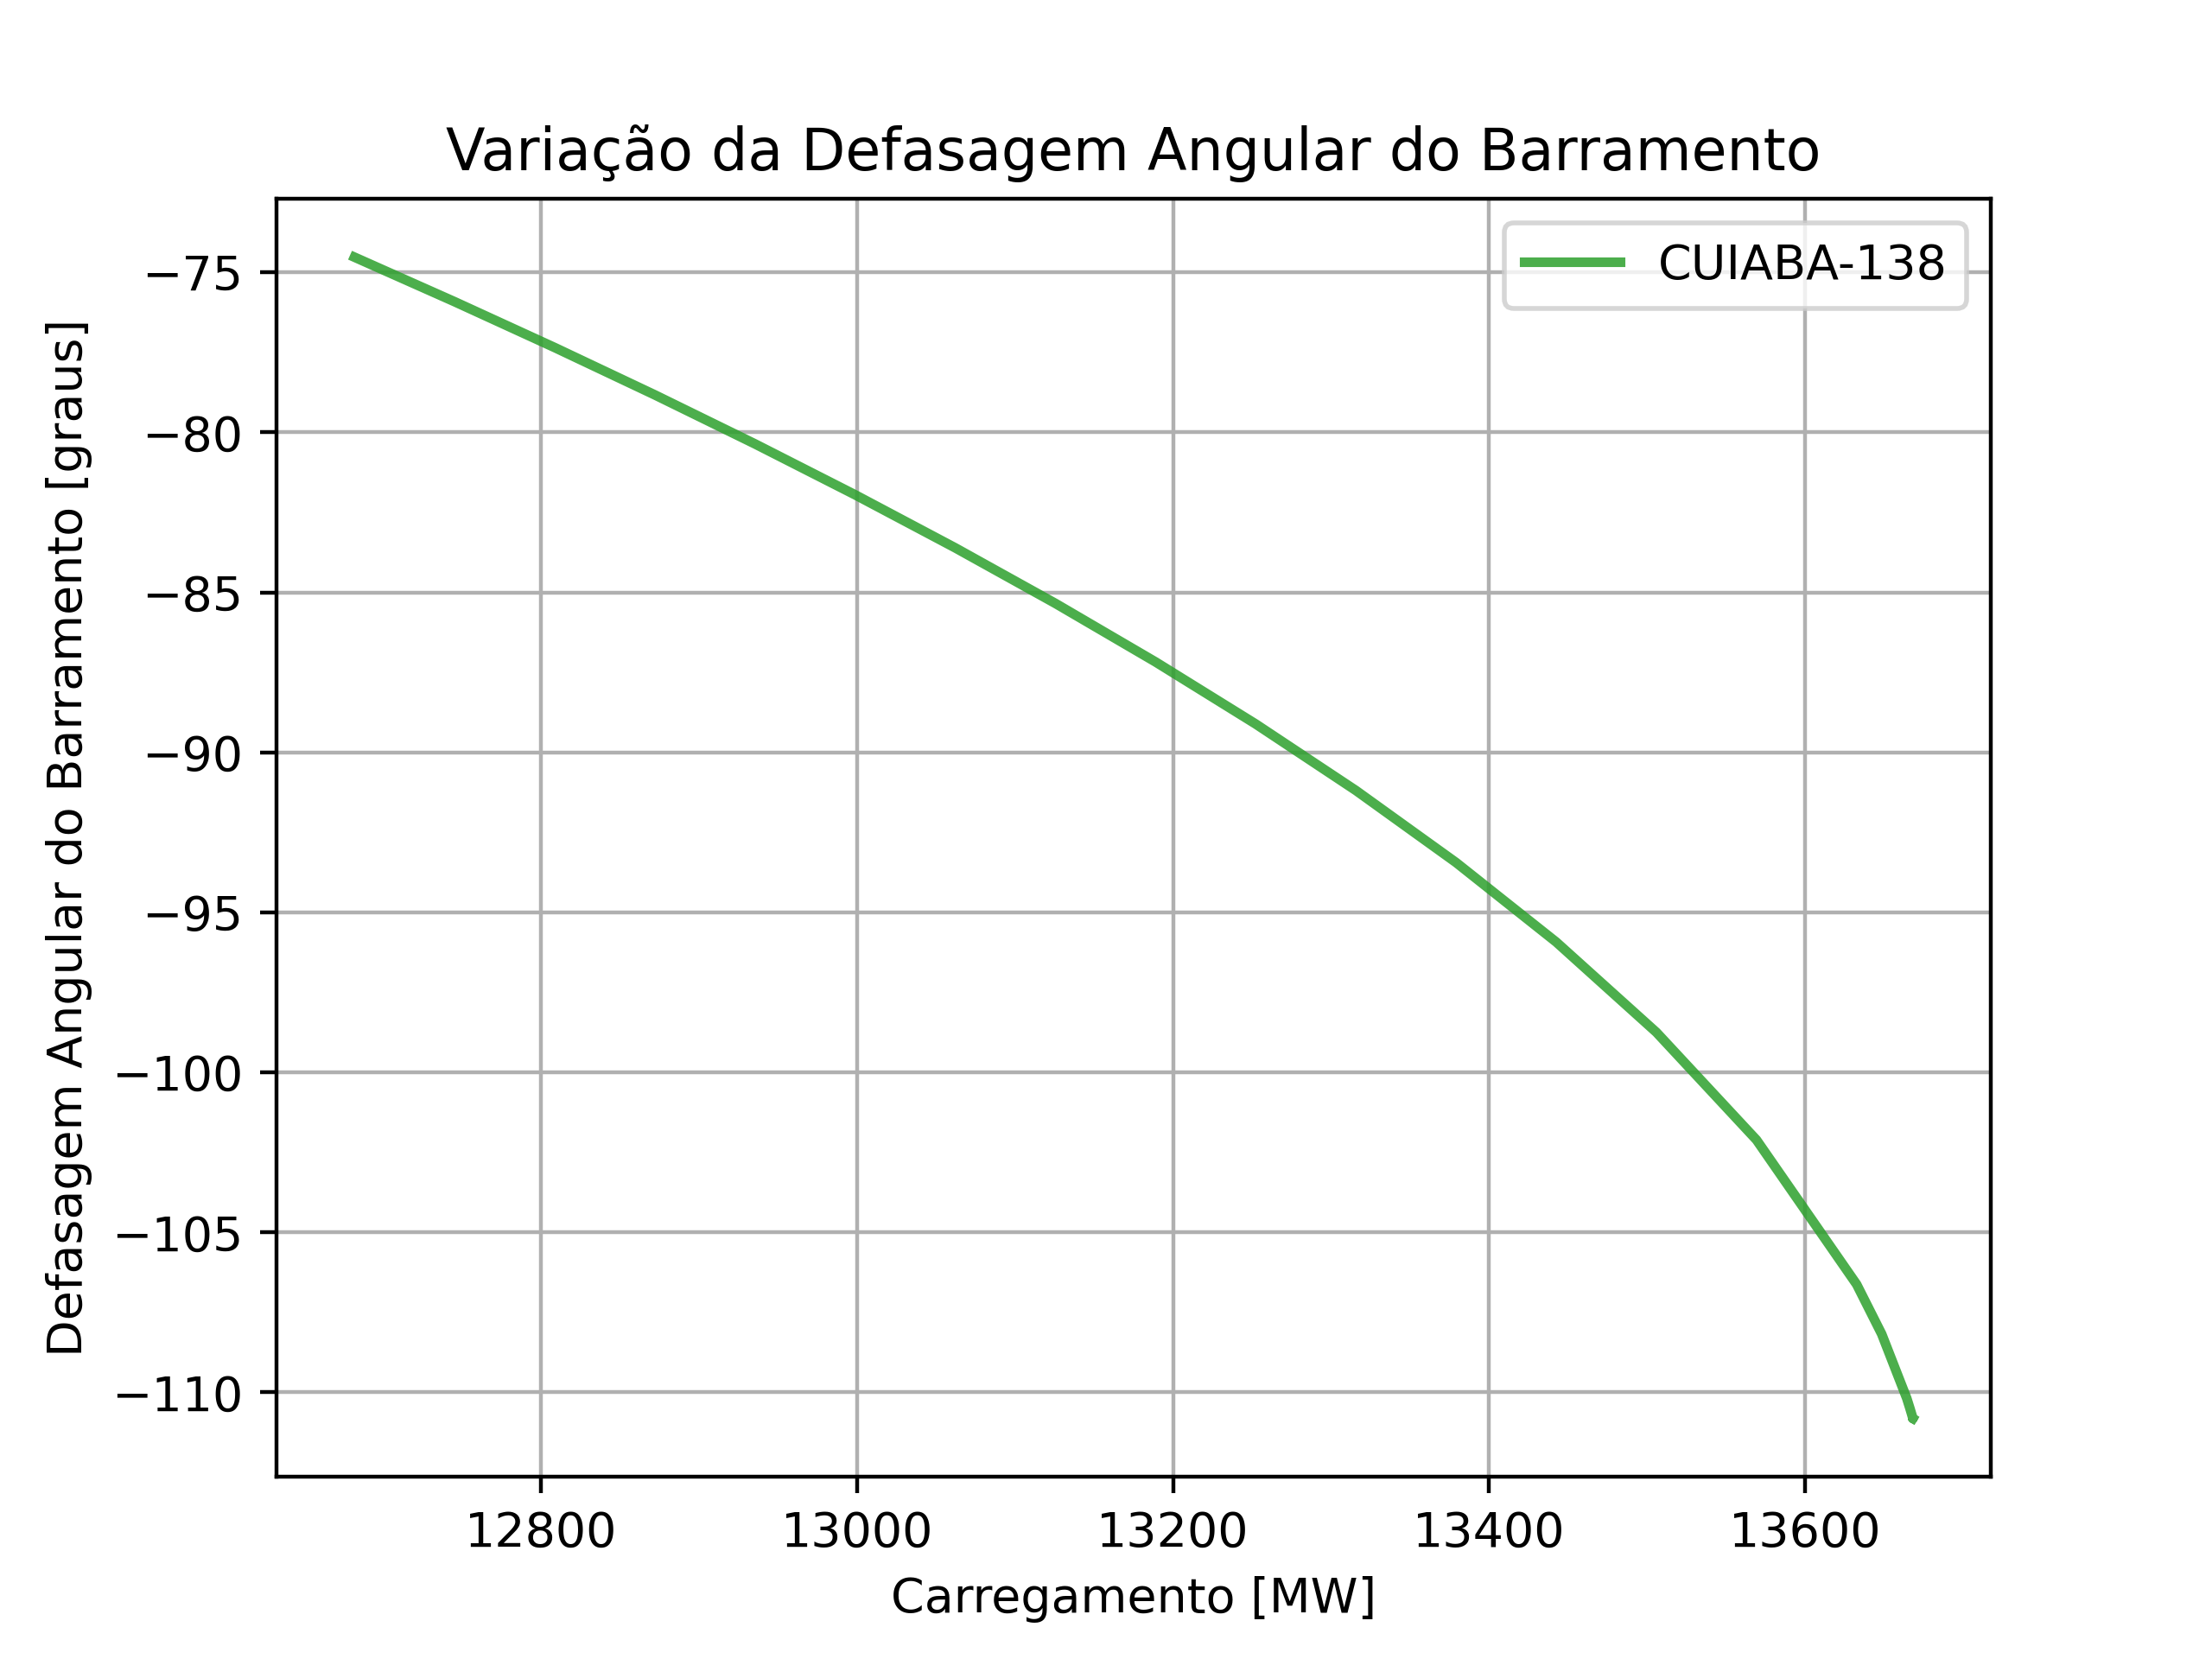 Variação da Defasagem Angular do Barramento
CUIABA-138
Defasagem Angular do Barramento [graus]
−75
−80
−85
−90
−95
−100
−105
−110
12800 13000 13200 13400 13600
Carregamento [MW]